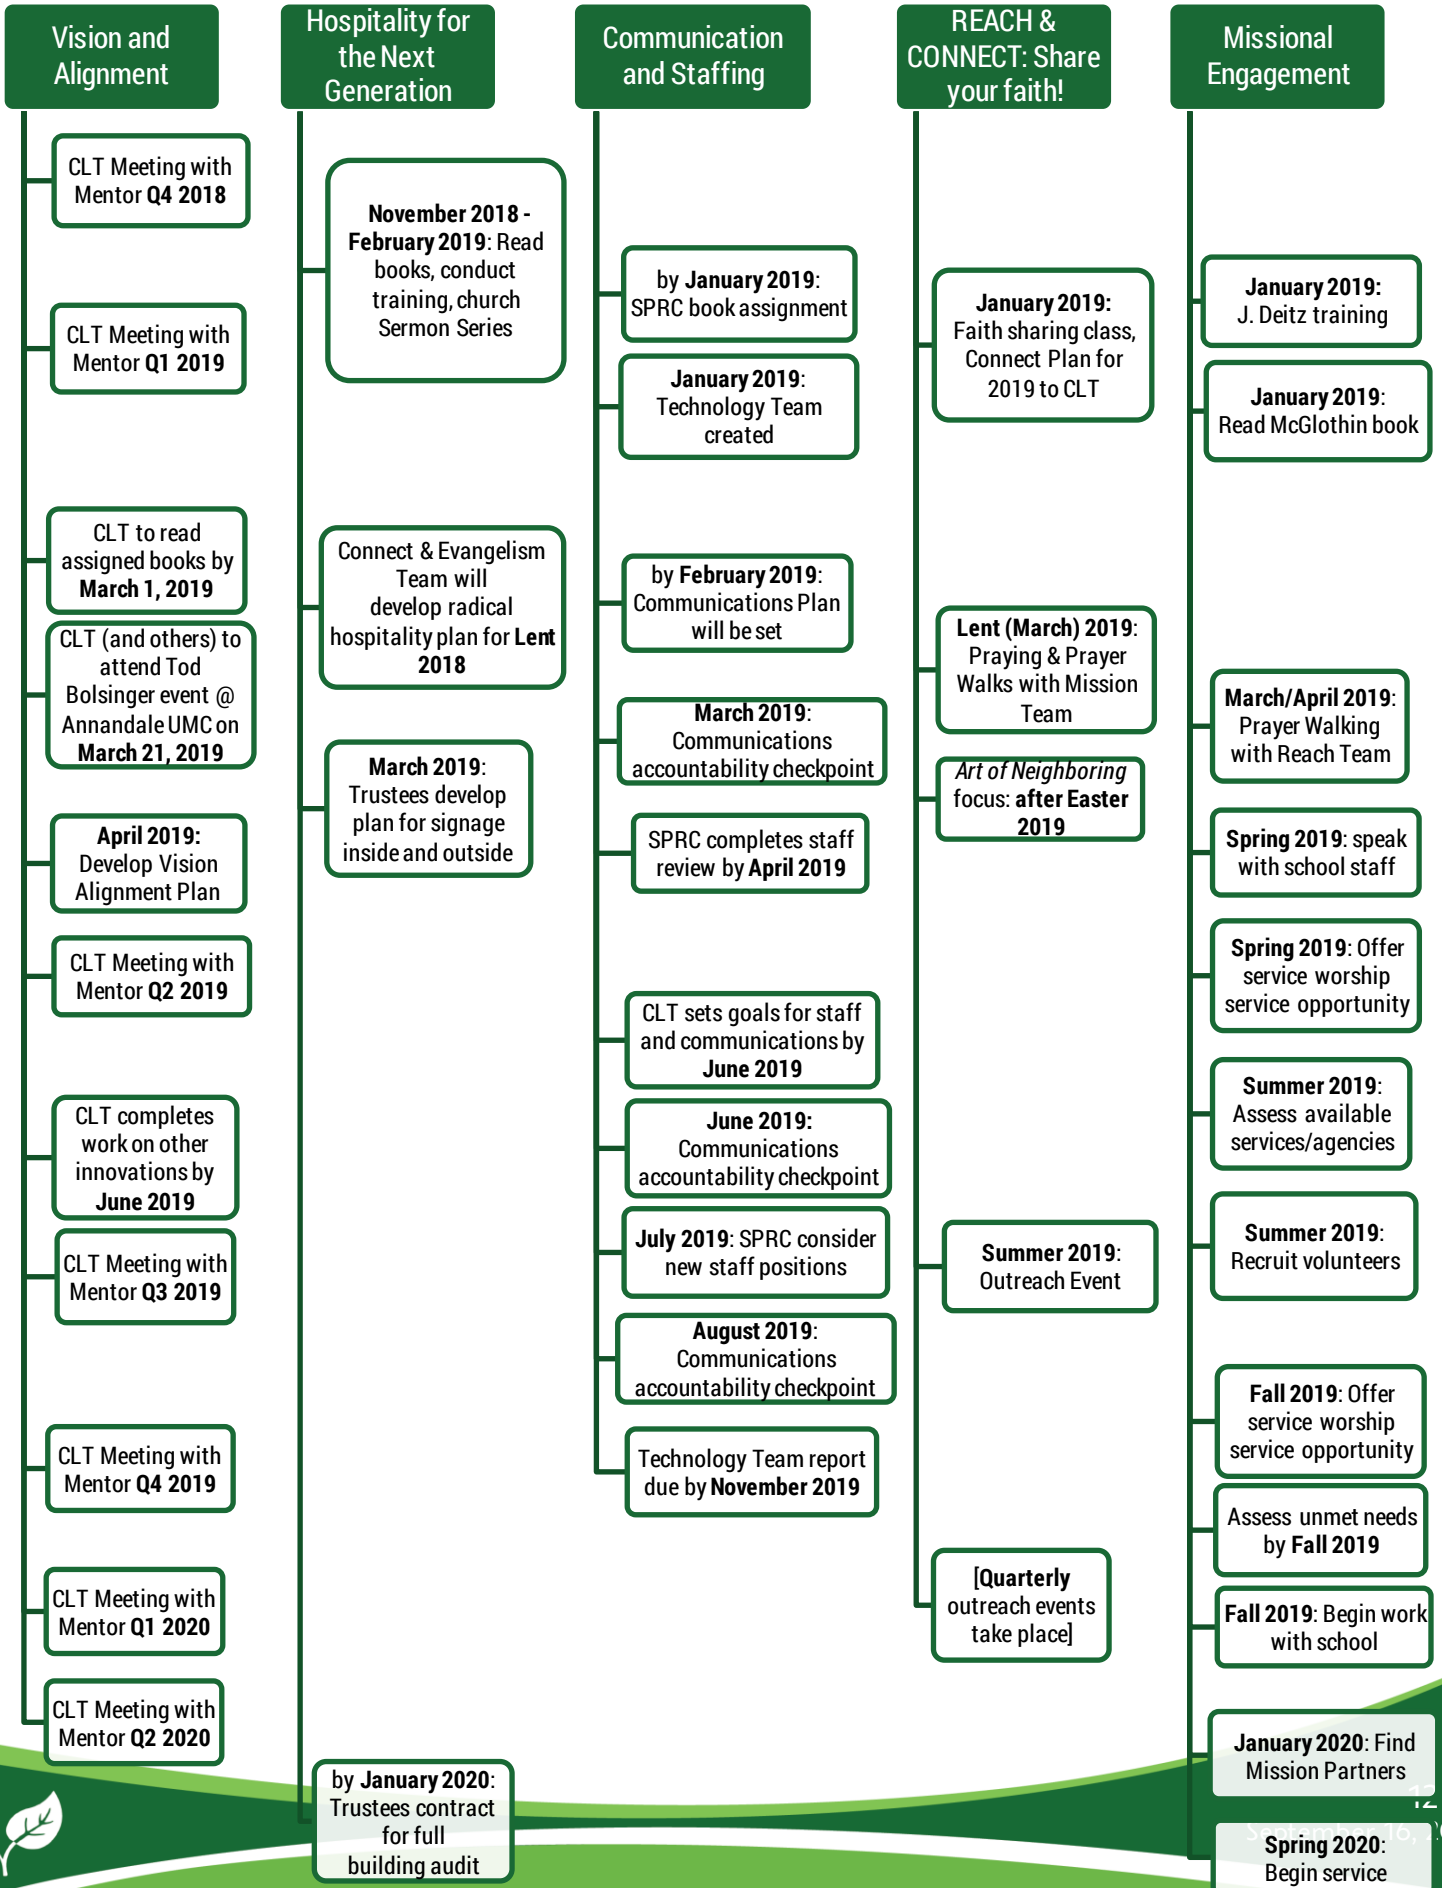 Vision and
Alignment
CLT Meeting with
Mentor Q4 2018
CLT Meeting with
Mentor Q1 2019
CLT to read
assigned books by
March 1, 2019
CLT (and others) to
attend Tod
Bolsinger event @
Annandale UMC on
March 21, 2019
April 2019:
Develop Vision
Alignment Plan
CLT Meeting with
Mentor Q2 2019
CLT completes
work on other
innovations by
June 2019
CLT Meeting with
Mentor Q3 2019
CLT Meeting with
Mentor Q4 2019
CLT Meeting with
Mentor Q1 2020
CLT Meeting with
Mentor Q2 2020
Hospitality for
the Next
Generation
November 2018 -
February 2019: Read
books, conduct
training, church
Sermon Series
Connect & Evangelism
Team will
develop radical
hospitality plan for Lent
2018
March 2019:
Trustees develop
plan for signage
inside and outside
by January 2020:
Trustees contract
for full
building audit
Communication
and Staffing
by January 2019:
SPRC book assignment
January 2019:
Technology Team
created
by February 2019:
Communications Plan
will be set
March 2019:
Communications
accountability checkpoint
SPRC completes staff
review by April 2019
CLT sets goals for staff
and communications by
June 2019
June 2019:
Communications
accountability checkpoint
July 2019: SPRC consider
new staff positions
August 2019:
Communications
accountability checkpoint
Technology Team report
due by November 2019
REACH &
CONNECT: Share
your faith!
January 2019:
Faith sharing class,
Connect Plan for
2019 to CLT
Lent (March) 2019:
Praying & Prayer
Walks with Mission
Team
Art of Neighboring
focus: after Easter
2019
Summer 2019:
Outreach Event
[Quarterly
outreach events
take place]
Missional
Engagement
January 2019:
J. Deitz training
January 2019:
Read McGlothin book
March/April 2019:
Prayer Walking
with Reach Team
Spring 2019: speak
with school staff
Spring 2019: Offer
service worship
service opportunity
Summer 2019:
Assess available
services/agencies
Summer 2019:
Recruit volunteers
Fall 2019: Offer
service worship
service opportunity
Assess unmet needs
by Fall 2019
Fall 2019: Begin work
with school
January 2020: Find
Mission Partners
Spring 2020:
Begin service
12
September 16,